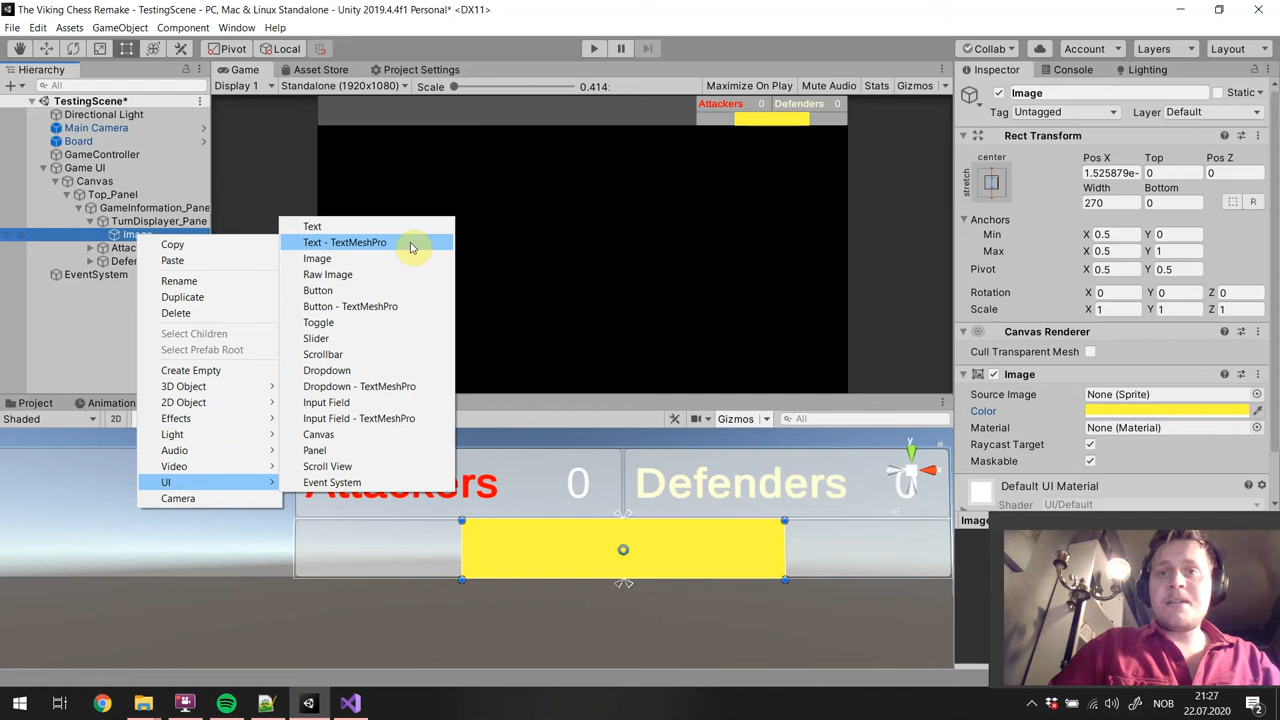 The Viking Chess Remake - TestingScene - PC, Mac & Linux Standalone - Unity 2019.4.4f1 Personal* <DX11>
File Edit Assets GameObject Component Window Help
Pivot Local Collab Account Layers Layout
Hierarchy Game Asset Store Project Settings Inspector Console Lighting
All Display 1 Standalone (1920x1080) Scale 0.414: Maximize On Play Mute Audio Stats Gizmos
Image Static
TestingScene*
Directional Light
Main Camera
Board
GameController
Game UI
Canvas
Top_Panel
GameInformation_Pane
TurnDisplayer_Pane
Image
Attac
Defen
EventSystem
Attackers 0 Defenders 0
Copy
Paste
Rename
Duplicate
Delete
Select Children
Select Prefab Root
Create Empty
3D Object
2D Object
Effects
Light
Audio
Video
UI
Camera
Text
Text - TextMeshPro
Image
Raw Image
Button
Button - TextMeshPro
Toggle
Slider
Scrollbar
Dropdown
Dropdown - TextMeshPro
Input Field
Input Field - TextMeshPro
Canvas
Panel
Scroll View
Event System
Tag Untagged Layer Default
Rect Transform
center
stretch
Pos X Top Pos Z
1.525879e- 0 0
Width Bottom
270 0 R
Anchors
Min X 0.5 Y 0
Max X 0.5 Y 1
Pivot X 0.5 Y 0.5
Rotation X 0 Y 0 Z 0
Scale X 1 Y 1 Z 1
Canvas Renderer
Cull Transparent Mesh
Image
Source Image None (Sprite)
Color
Material None (Material)
Raycast Target
Maskable
Default UI Material
Shader UI/Default
Image
Project Animation
Shaded 2D Gizmos All
y
x
Attackers 0 Defenders 0
NOB 21:27
22.07.2020
2